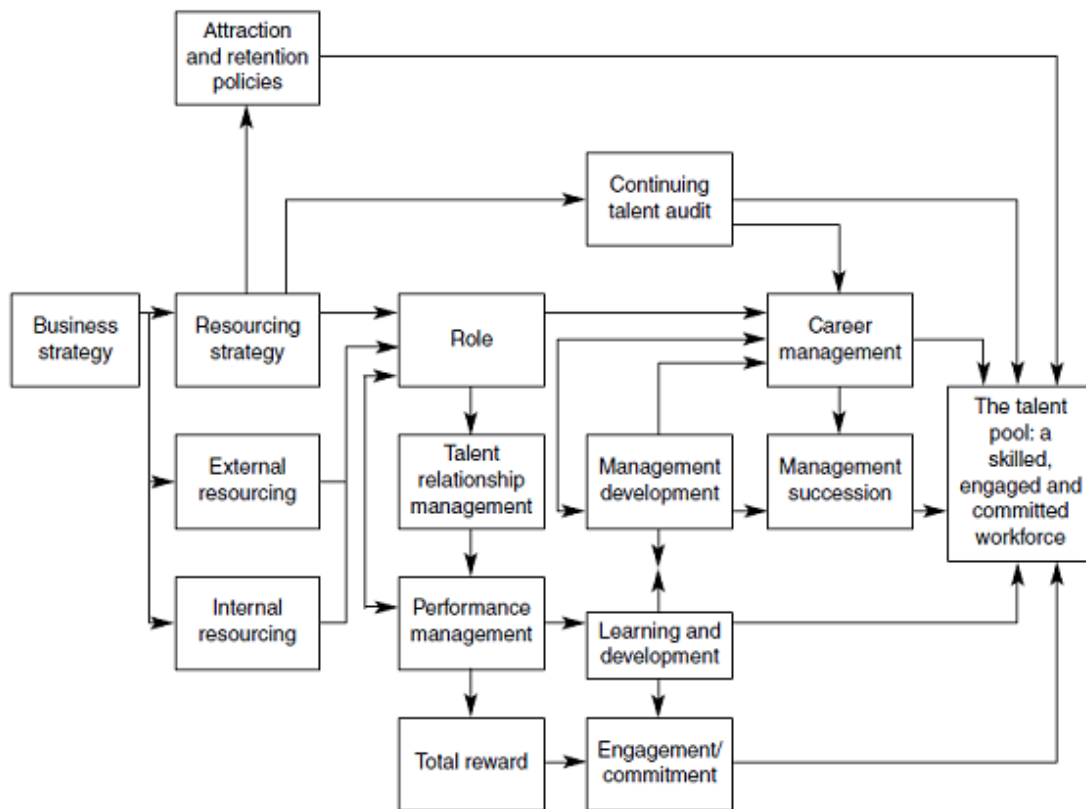 Attraction
and retention
policies
Continuing
talent audit
Business
strategy
Resourcing
strategy
Role
Career
management
External
resourcing
Talent
relationship
management
Management
development
Management
succession
The talent
pool: a
skilled,
engaged and
committed
workforce
Internal
resourcing
Performance
management
Learning and
development
Total reward
Engagement/
commitment